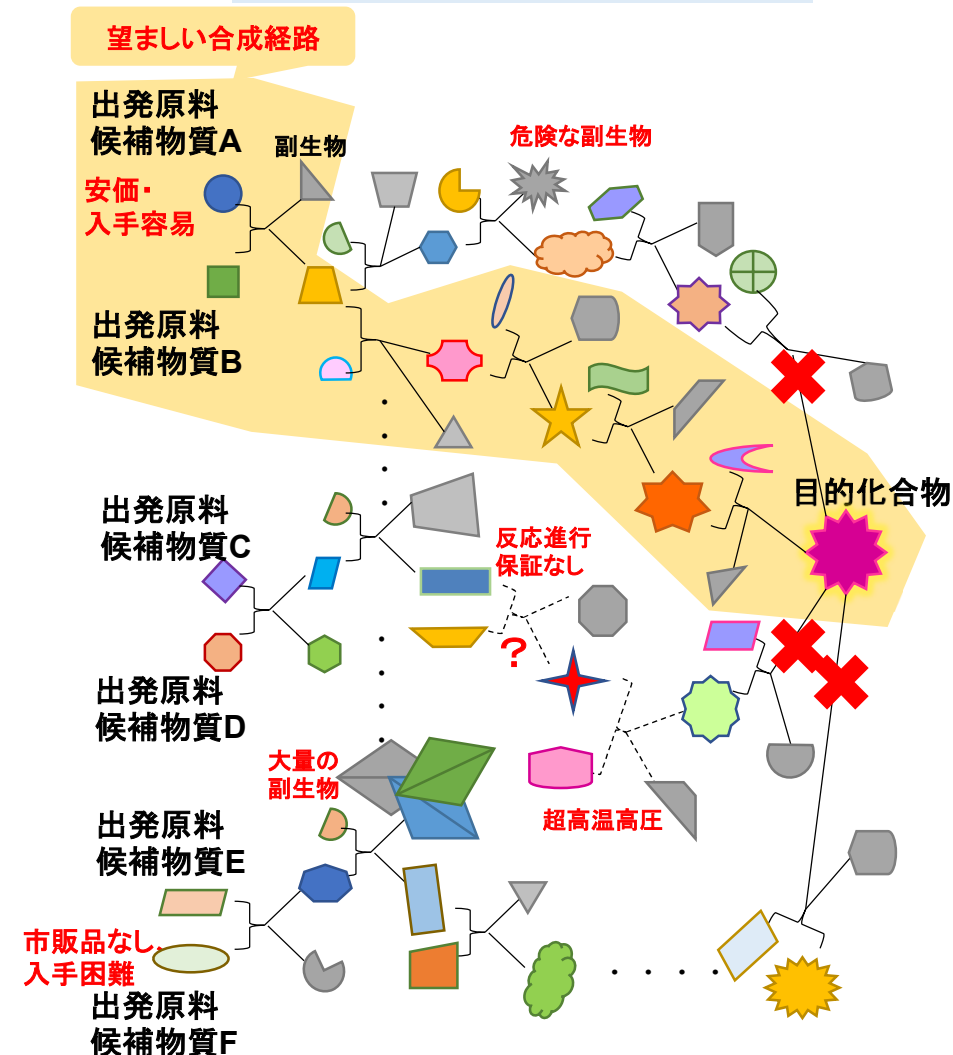 望ましい合成経路
出発原料
候補物質A
副生物
危険な副生物
安価・
入手容易
出発原料
候補物質B
目的化合物
出発原料
候補物質C
反応進行
保証なし
？
出発原料
候補物質D
大量の
副生物
超高温高圧
出発原料
候補物質E
市販品なし、
入手困難
出発原料
候補物質F